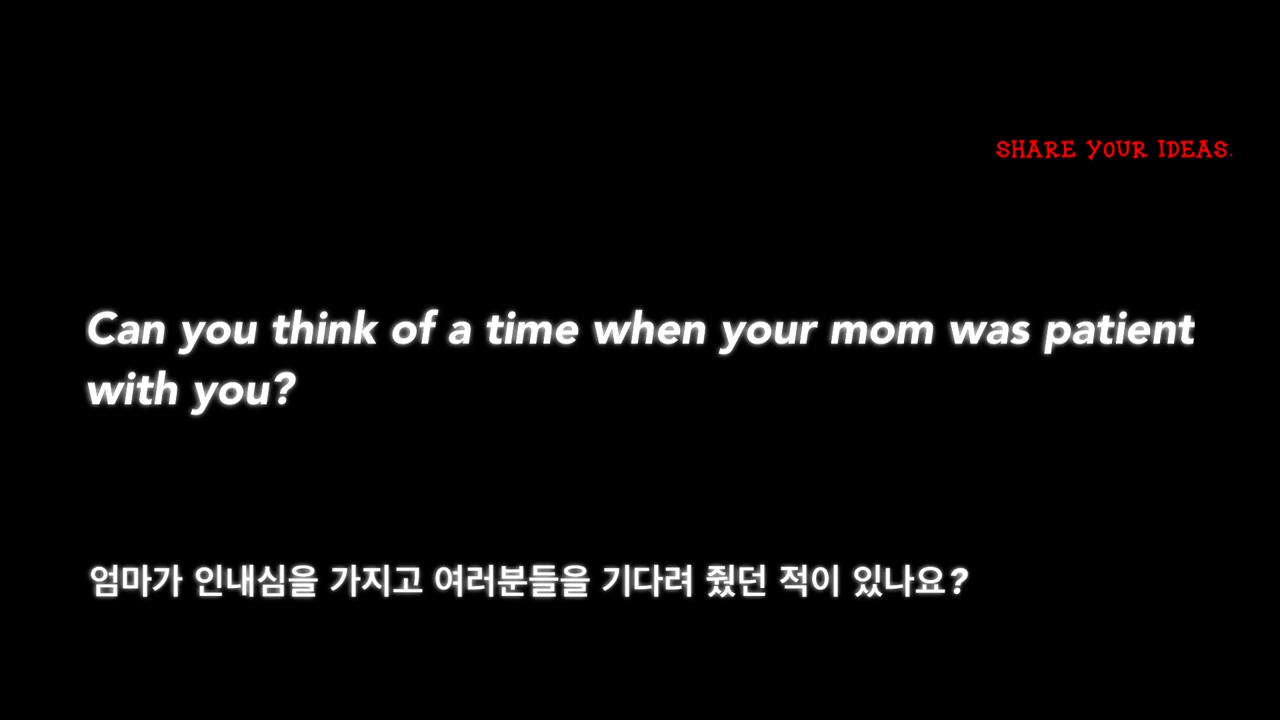 SHARE YOUR IDEAS.
Can you think of a time when your mom was patient
with you?
엄마가 인내심을 가지고 여러분들을 기다려 줬던 적이 있나요?